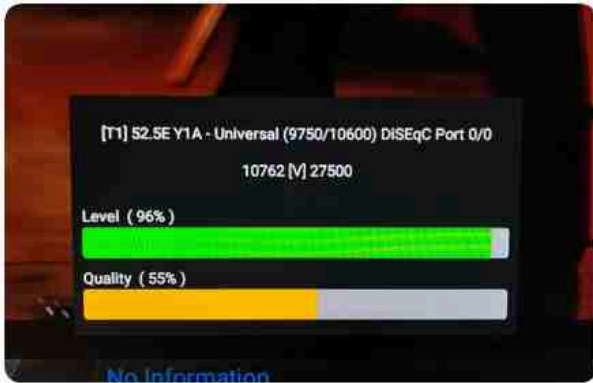 [T1] 52.5E Y1A - Universal (9750/10600) DiSEqC Port 0/0
10762 [V] 27500
Level ( 96% )
Quality ( 55% )
No Information